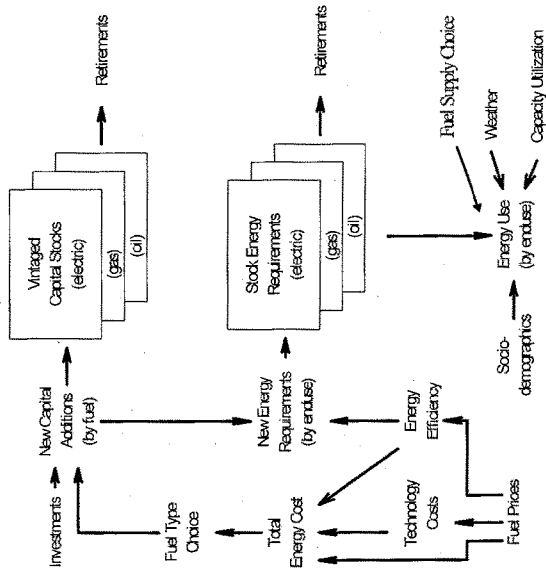 Investments
New Capital
Additions
(by fuel)
Vintaged
Capital Stocks
(electric)
(gas)
(oil)
Retirements
Fuel Type
Choice
Total
Energy Cost
New Energy
Requirements
(by enduse)
Stock Energy
Requirements
(electric)
(gas)
(oil)
Retirements
Technology
Costs
Energy
Efficiency
Fuel Prices
Socio-
demographics
Energy Use
(by enduse)
Fuel Supply Choice
Weather
Capacity Utilization